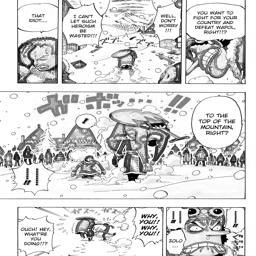 YOU WANT TO
FIGHT FOR YOUR
COUNTRY AND
DEFEAT WAPOL,
RIGHT!!?
WELL,
DON'T
WORRY!
!!!
I CAN'T
LET SUCH
HEROISM
BE
WASTED!!!
THAT
IDIOT...
TO THE
TOP OF THE
MOUNTAIN,
RIGHT?
!!
ZOLO...
WHY,
YOU!!
WHY,
YOU!!
OUCH! HEY,
WHAT'RE
YOU
DOING!?